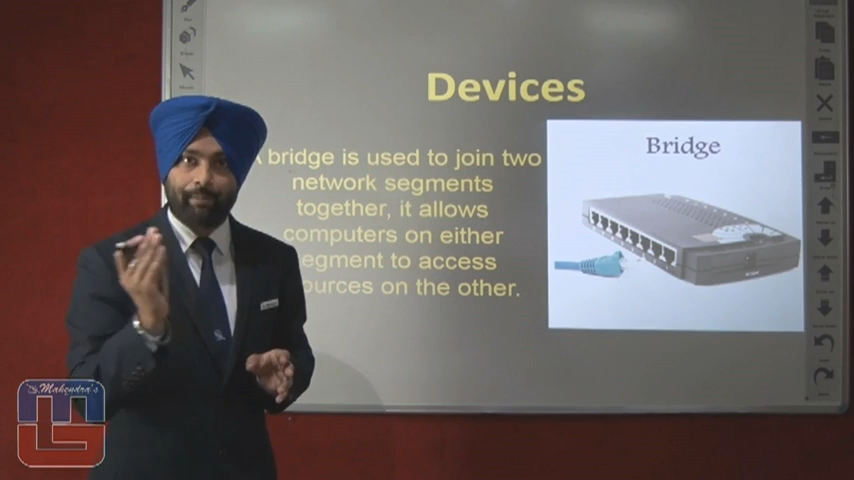 Devices
A bridge is used to join two
network segments
together, it allows
computers on either
egment to access
ources on the other.
Bridge
Mahendra's